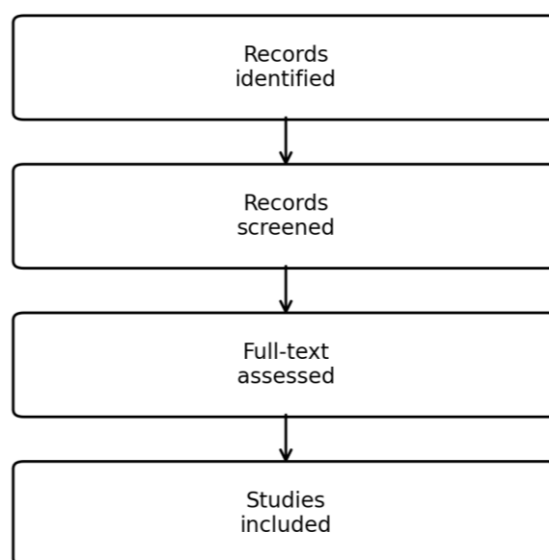 Records
identified
Records
screened
Full-text
assessed
Studies
included